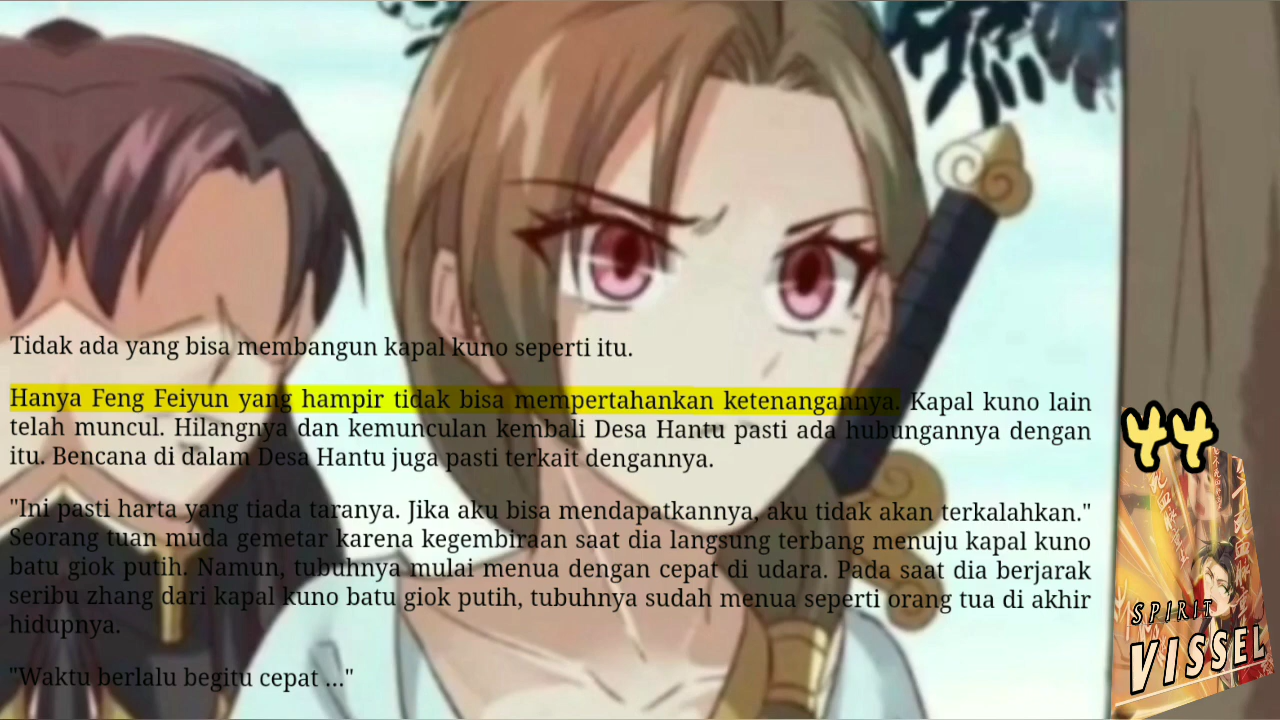 Tidak ada yang bisa membangun kapal kuno seperti itu.
Hanya Feng Feiyun yang hampir tidak bisa mempertahankan ketenangannya. Kapal kuno lain
telah muncul. Hilangnya dan kemunculan kembali Desa Hantu pasti ada hubungannya dengan
itu. Bencana di dalam Desa Hantu juga pasti terkait dengannya.
"Ini pasti harta yang tiada taranya. Jika aku bisa mendapatkannya, aku tidak akan terkalahkan."
Seorang tuan muda gemetar karena kegembiraan saat dia langsung terbang menuju kapal kuno
batu giok putih. Namun, tubuhnya mulai menua dengan cepat di udara. Pada saat dia berjarak
seribu zhang dari kapal kuno batu giok putih, tubuhnya sudah menua seperti orang tua di akhir
hidupnya.
"Waktu berlalu begitu cepat ..."
44
SPIRIT
VISSEL